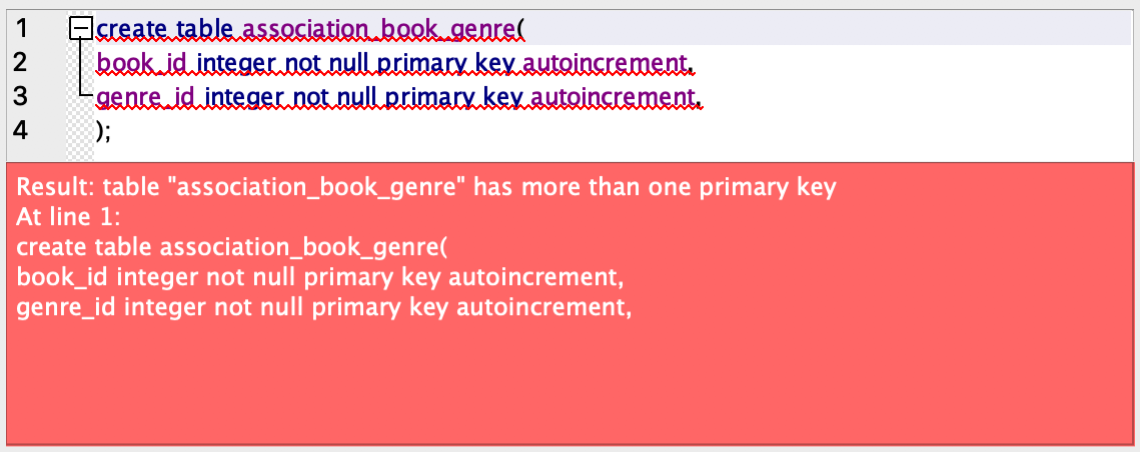 1 create table association_book_genre(
2 book_id integer not null primary key autoincrement,
3 genre_id integer not null primary key autoincrement,
4 );
Result: table "association_book_genre" has more than one primary key
At line 1:
create table association_book_genre(
book_id integer not null primary key autoincrement,
genre_id integer not null primary key autoincrement,